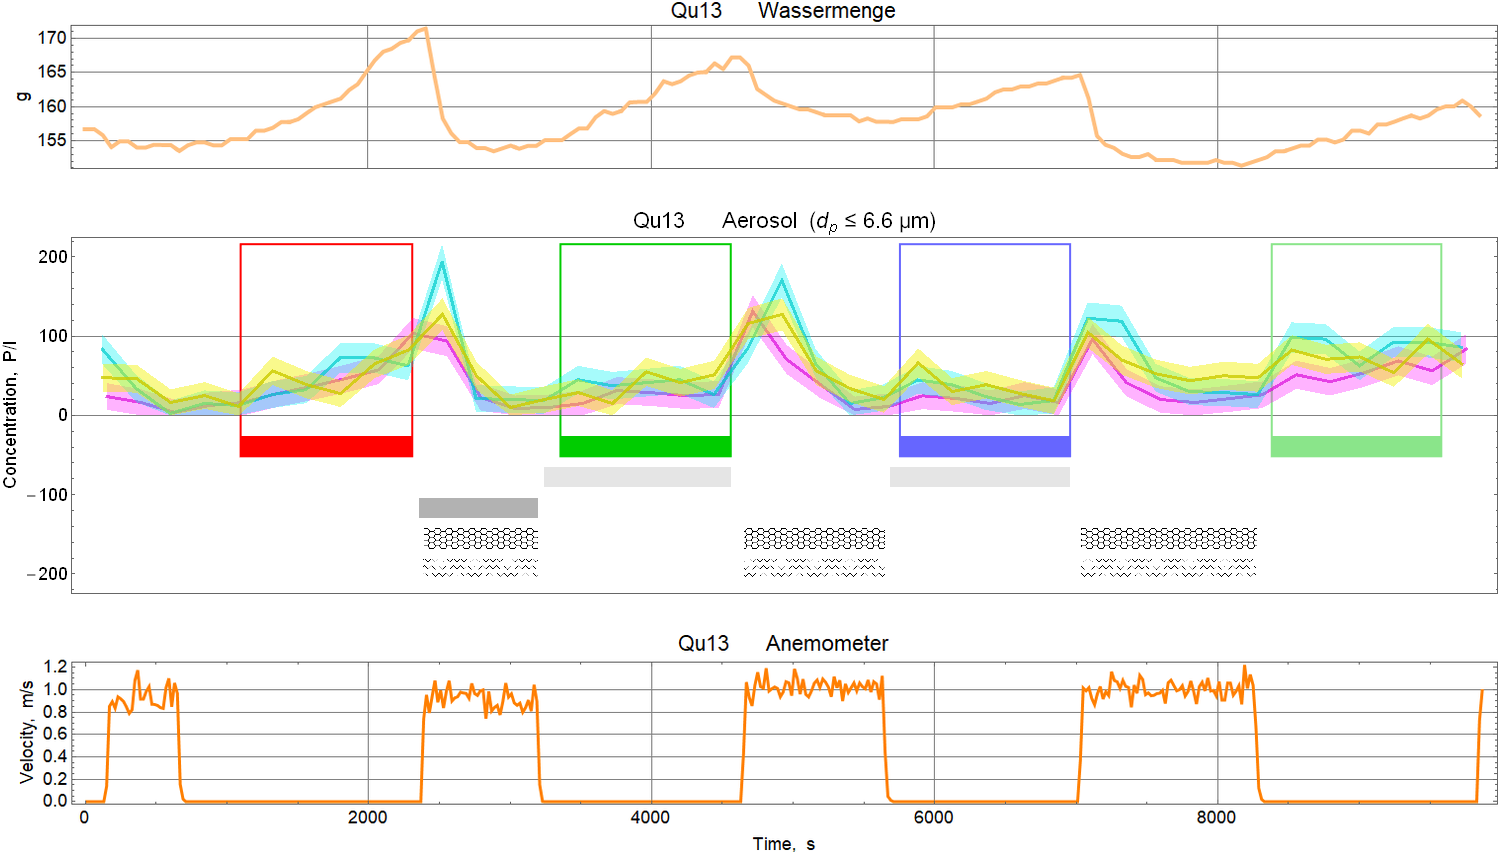 Qu13 Wassermenge
170
165
160
155
g
Qu13 Aerosol (dp ≤ 6.6 µm)
200
100
0
−100
−200
Concentration, P/l
Qu13 Anemometer
1.2
1.0
0.8
0.6
0.4
0.2
0.0
Velocity, m/s
0 2000 4000 6000 8000
Time, s